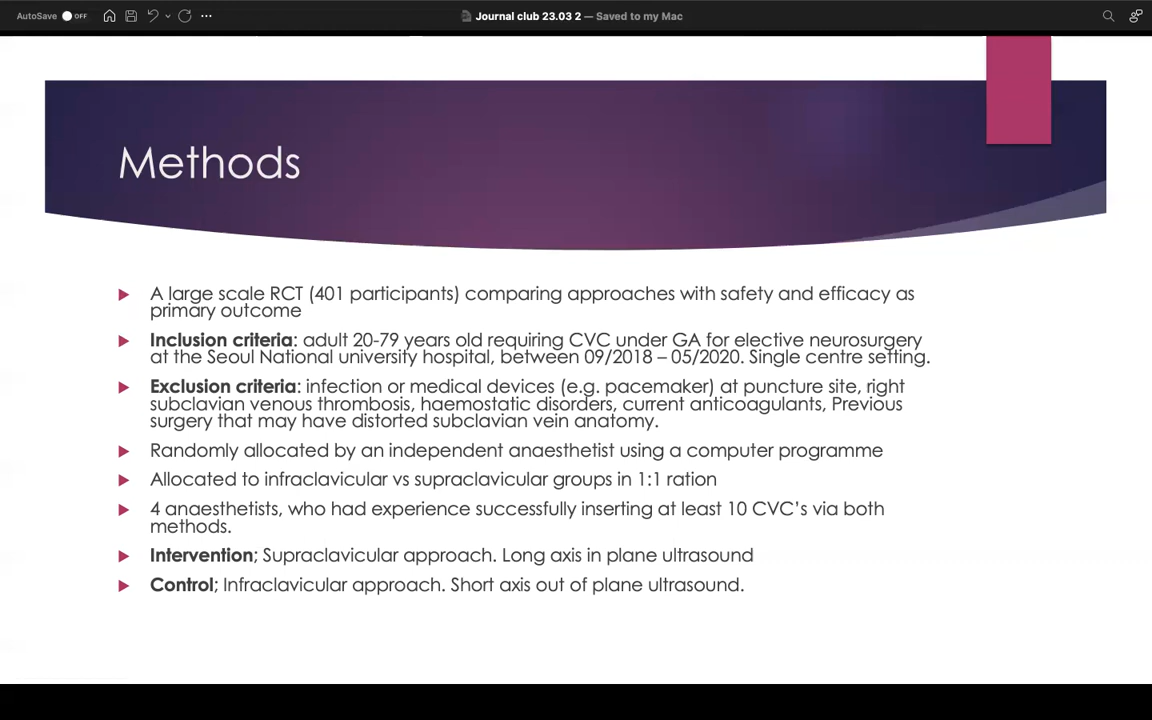 AutoSave OFF
Journal club 23.03 2 — Saved to my Mac
Methods
A large scale RCT (401 participants) comparing approaches with safety and efficacy as
primary outcome
Inclusion criteria: adult 20-79 years old requiring CVC under GA for elective neurosurgery
at the Seoul National university hospital, between 09/2018 – 05/2020. Single centre setting.
Exclusion criteria: infection or medical devices (e.g. pacemaker) at puncture site, right
subclavian venous thrombosis, haemostatic disorders, current anticoagulants, Previous
surgery that may have distorted subclavian vein anatomy.
Randomly allocated by an independent anaesthetist using a computer programme
Allocated to infraclavicular vs supraclavicular groups in 1:1 ration
4 anaesthetists, who had experience successfully inserting at least 10 CVC's via both
methods.
Intervention; Supraclavicular approach. Long axis in plane ultrasound
Control; Infraclavicular approach. Short axis out of plane ultrasound.